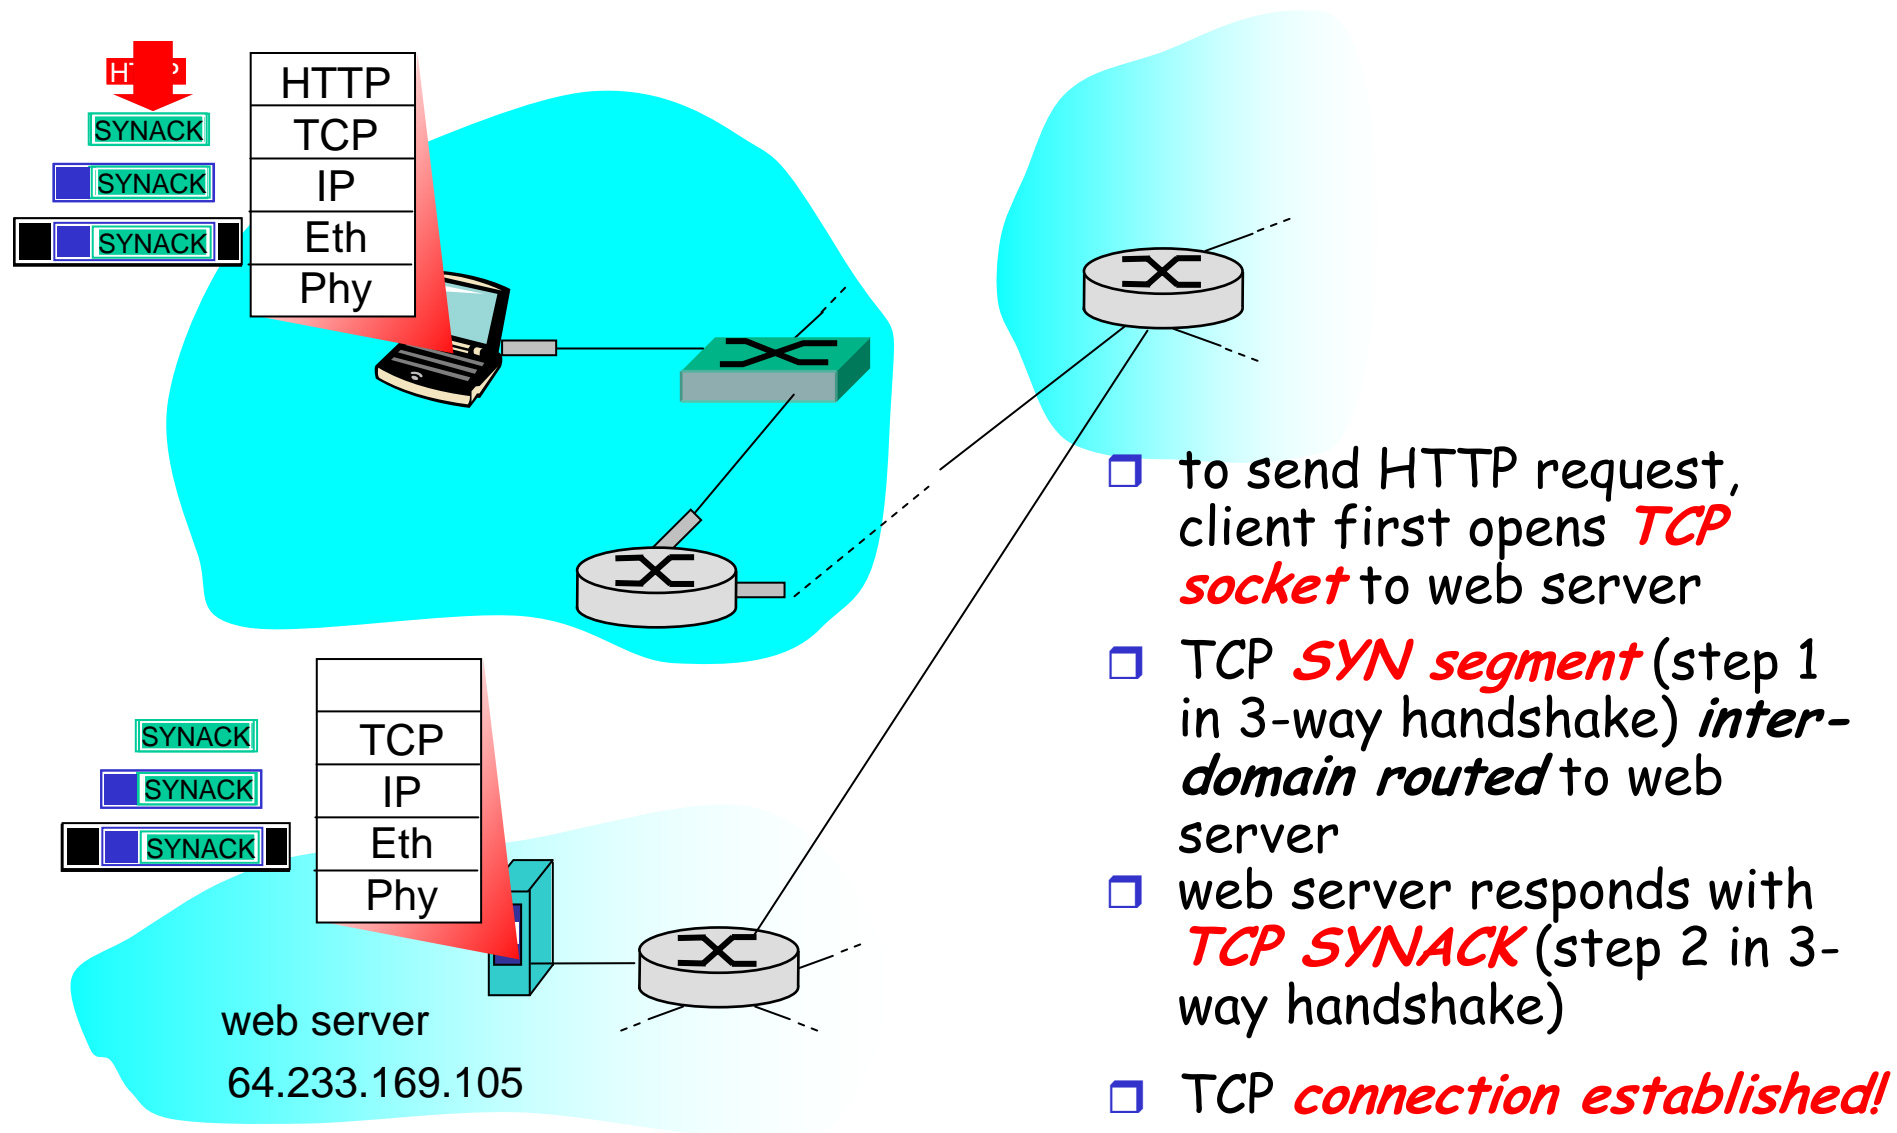 HTTP
SYNACK
SYNACK
SYNACK
HTTP
TCP
IP
Eth
Phy
SYNACK
SYNACK
SYNACK
TCP
IP
Eth
Phy
web server
64.233.169.105
to send HTTP request,
client first opens TCP
socket to web server
TCP SYN segment (step 1
in 3-way handshake) inter-
domain routed to web
server
web server responds with
TCP SYNACK (step 2 in 3-
way handshake)
TCP connection established!